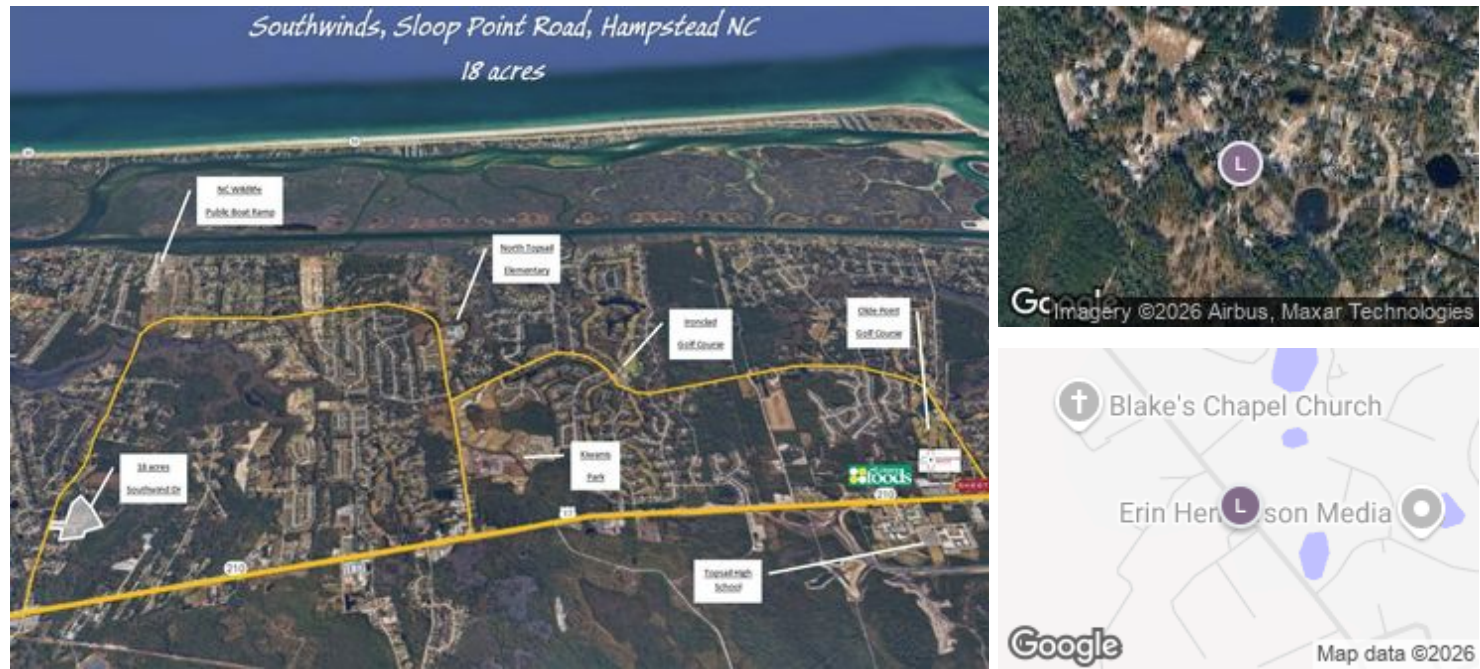 Southwinds, Sloop Point Road, Hampstead NC
18 acres
NC Wildlife
Public Boat Ramp
North Topsail
Elementary
Ironclad
Golf Course
Olde Point
Golf Course
18 acres
Southwind Dr
Kiwanis
Park
foods
210
17
210
Topsail High
School
L
Google
Imagery ©2026 Airbus, Maxar Technologies
Blake's Chapel Church
L
Erin Hen son Media
Google
Map data ©2026